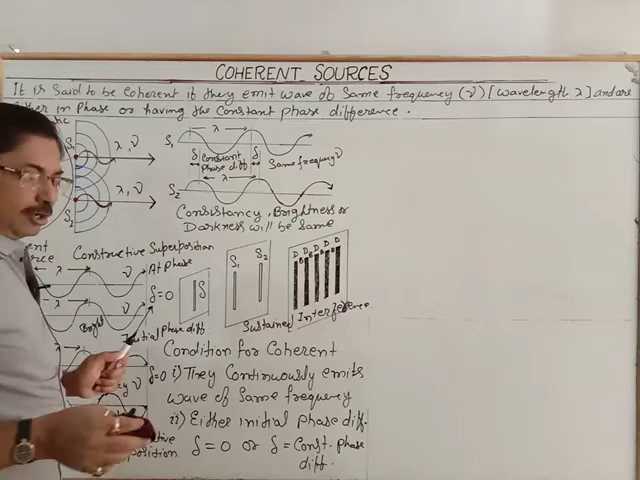 COHERENT SOURCES
It is said to be coherent if they emit wave of same frequency (ν) [wavelength λ] and are
either in Phase or having the Constant phase difference.
S1 λ, ν
S2 λ, ν
S1 λ
δ Constant Phase diff δ Same frequency ν
λ
S2
Consistancy, Brightness or
Darkness will be same
Constructive Superposition
λ ν At phase
δ=0
λ ν
Bright
Initial Phase diff
S
S1 S2
D D D D D
B B B B
Sustained Interference
Condition for Coherent
δ=0 i) They Continuously emits
wave of Same frequency
ii) Either initial phase diff.
δ = 0 or δ = Const. phase
diff.